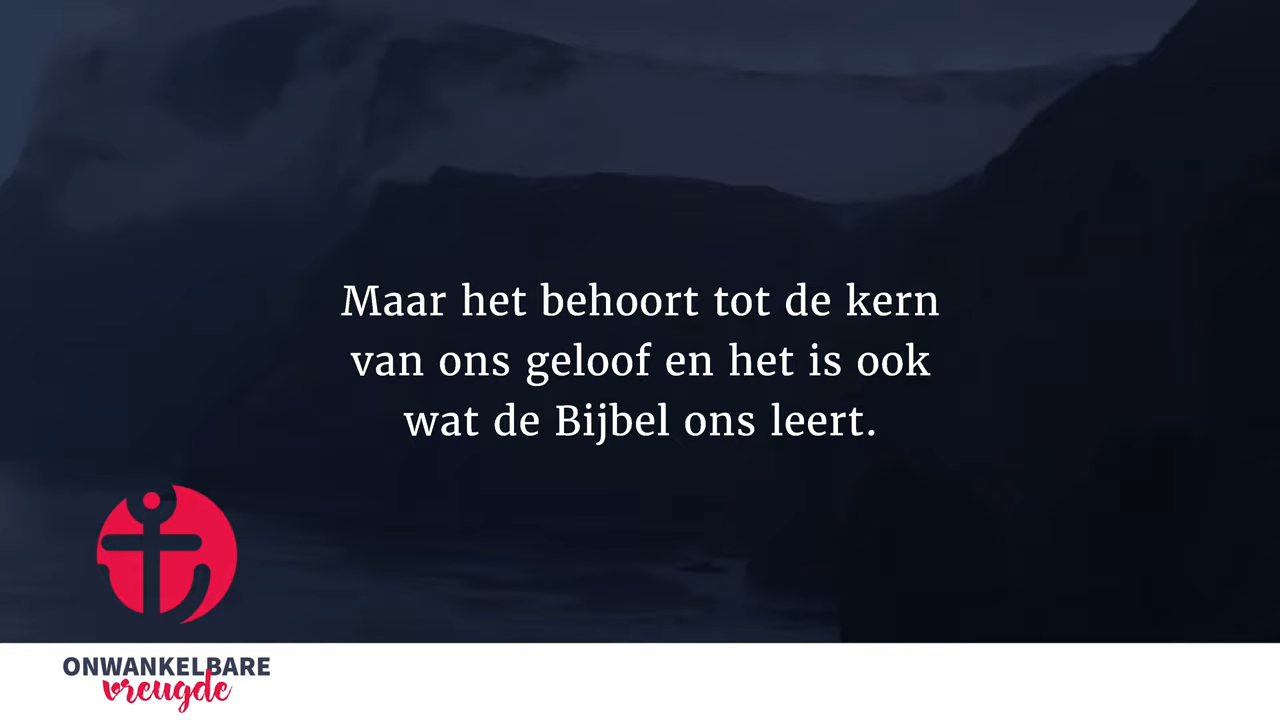 Maar het behoort tot de kern
van ons geloof en het is ook
wat de Bijbel ons leert.
ONWANKELBARE
vreugde